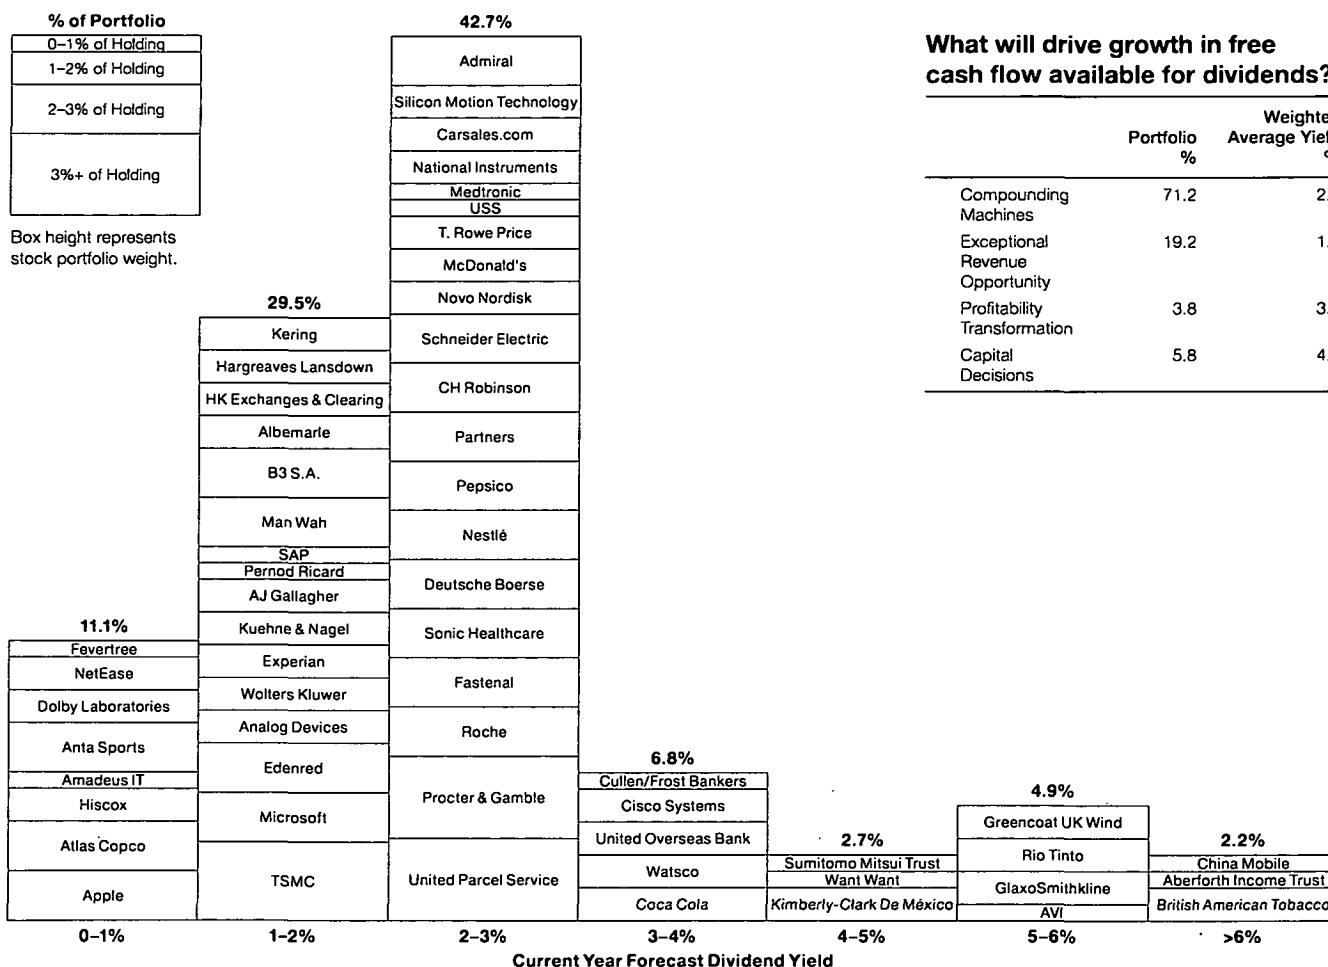 % of Portfolio
0–1% of Holding
1–2% of Holding
2–3% of Holding
3%+ of Holding
Box height represents
stock portfolio weight.
What will drive growth in free
cash flow available for dividends?
Weighte
Portfolio Average Yiel
% %
Compounding 71.2 2.
Machines
Exceptional 19.2 1.
Revenue
Opportunity
Profitability 3.8 3.
Transformation
Capital 5.8 4.
Decisions
11.1%
Fevertree
NetEase
Dolby Laboratories
Anta Sports
Amadeus IT
Hiscox
Atlas Copco
Apple
0–1%
29.5%
Kering
Hargreaves Lansdown
HK Exchanges & Clearing
Albemarle
B3 S.A.
Man Wah
SAP
Pernod Ricard
AJ Gallagher
Kuehne & Nagel
Experian
Wolters Kluwer
Analog Devices
Edenred
Microsoft
TSMC
1–2%
42.7%
Admiral
Silicon Motion Technology
Carsales.com
National Instruments
Medtronic
USS
T. Rowe Price
McDonald's
Novo Nordisk
Schneider Electric
CH Robinson
Partners
Pepsico
Nestlé
Deutsche Boerse
Sonic Healthcare
Fastenal
Roche
Procter & Gamble
United Parcel Service
2–3%
6.8%
Cullen/Frost Bankers
Cisco Systems
United Overseas Bank
Watsco
Coca Cola
3–4%
2.7%
Sumitomo Mitsui Trust
Want Want
Kimberly-Clark De México
4–5%
4.9%
Greencoat UK Wind
Rio Tinto
GlaxoSmithkline
AVI
5–6%
2.2%
China Mobile
Aberforth Income Trust
British American Tobacco
>6%
Current Year Forecast Dividend Yield